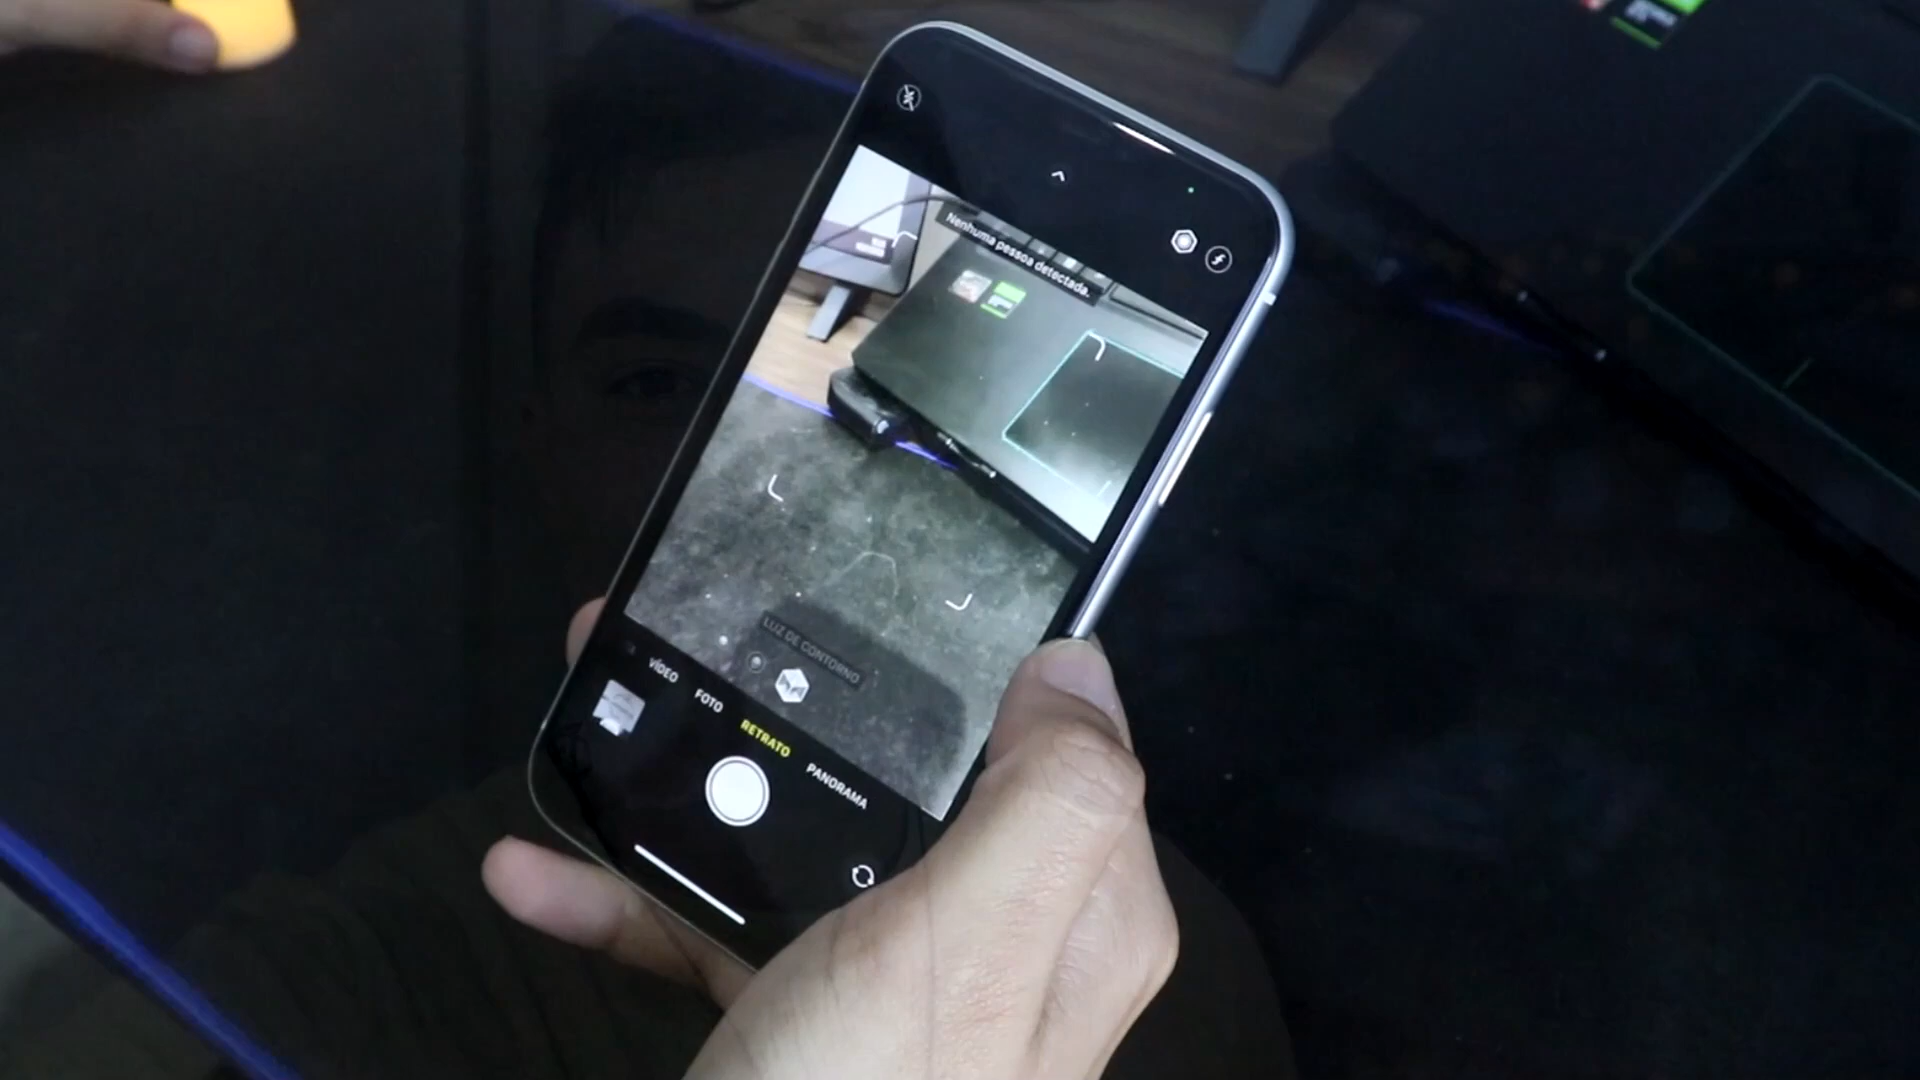 Nenhuma pessoa detectada.
LUZ DE CONTORNO
VÍDEO
FOTO
RETRATO
PANORAMA